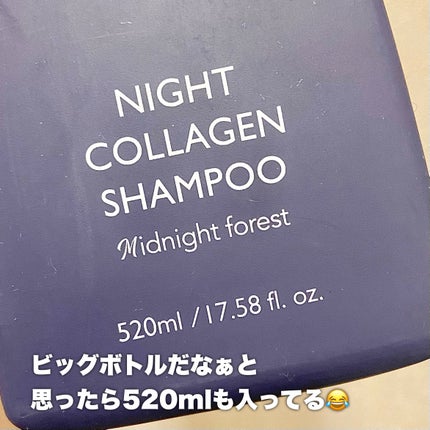 NIGHT
COLLAGEN
SHAMPOO
Midnight forest
520ml / 17.58 fl. oz.
ビッグボトルだなぁと
思ったら520mlも入ってる😂